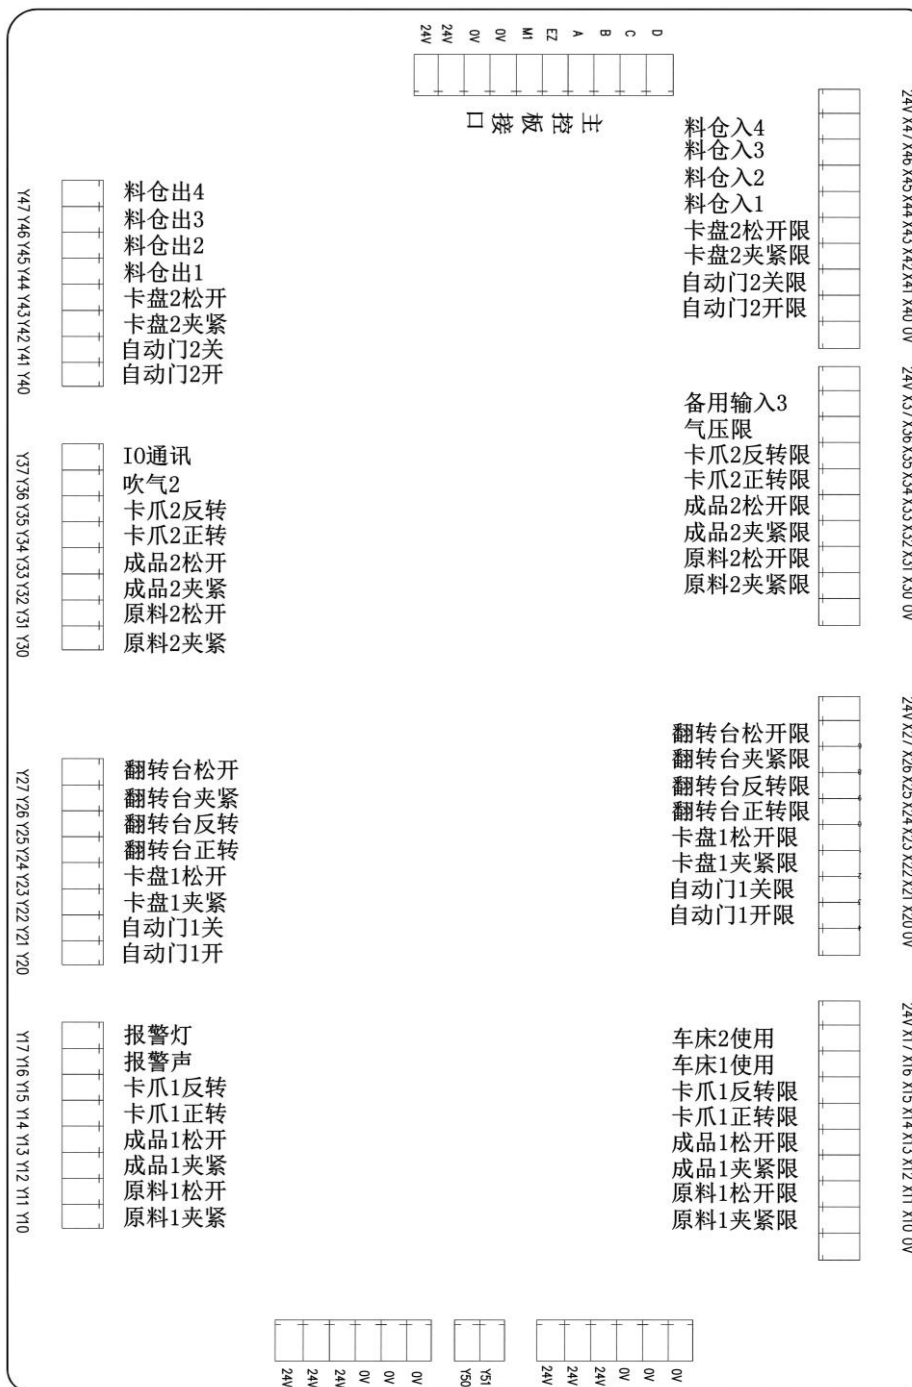 24V 24V 0V 0V M1 EZ A B C D
主控板接口
Y47 Y46 Y45 Y44 Y43 Y42 Y41 Y40
料仓出4
料仓出3
料仓出2
料仓出1
卡盘2松开
卡盘2夹紧
自动门2关
自动门2开
料仓入4
料仓入3
料仓入2
料仓入1
卡盘2松开限
卡盘2夹紧限
自动门2关限
自动门2开限
24V X47 X46 X45 X44 X43 X42 X41 X40 0V
Y37 Y36 Y35 Y34 Y33 Y32 Y31 Y30
IO通讯
吹气2
卡爪2反转
卡爪2正转
成品2松开
成品2夹紧
原料2松开
原料2夹紧
备用输入3
气压限
卡爪2反转限
卡爪2正转限
成品2松开限
成品2夹紧限
原料2松开限
原料2夹紧限
24V X37 X36 X35 X34 X33 X32 X31 X30 0V
Y27 Y26 Y25 Y24 Y23 Y22 Y21 Y20
翻转台松开
翻转台夹紧
翻转台反转
翻转台正转
卡盘1松开
卡盘1夹紧
自动门1关
自动门1开
翻转台松开限
翻转台夹紧限
翻转台反转限
翻转台正转限
卡盘1松开限
卡盘1夹紧限
自动门1关限
自动门1开限
24V X27 X26 X25 X24 X23 X22 X21 X20 0V
Y17 Y16 Y15 Y14 Y13 Y12 Y11 Y10
报警灯
报警声
卡爪1反转
卡爪1正转
成品1松开
成品1夹紧
原料1松开
原料1夹紧
车床2使用
车床1使用
卡爪1反转限
卡爪1正转限
成品1松开限
成品1夹紧限
原料1松开限
原料1夹紧限
24V X17 X16 X15 X14 X13 X12 X11 X10 0V
24V 24V 24V 0V 0V 0V
Y50 Y51
24V 24V 24V 0V 0V 0V